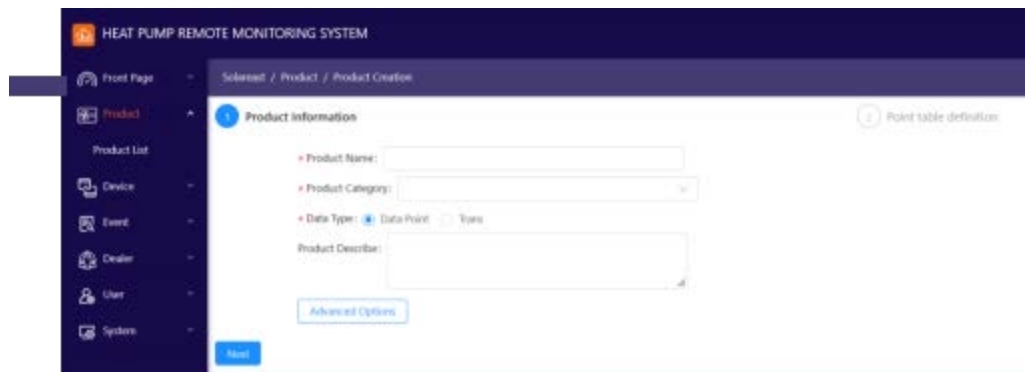 HEAT PUMP REMOTE MONITORING SYSTEM
Front Page
Solareast / Product / Product Creation
Product
1 Product Information
2 Point table definition
Product List
* Product Name:
* Product Category:
Device
* Data Type: Data Point Trans
Event
Product Describe:
Dealer
User
Advanced Options
System
Next